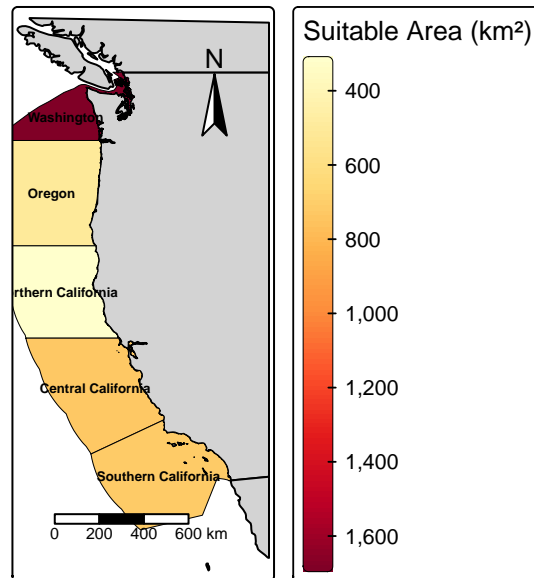 N
Washington
Oregon
rthern California
Central California
Southern California
0 200 400 600 km
Suitable Area (km²)
400
600
800
1,000
1,200
1,400
1,600